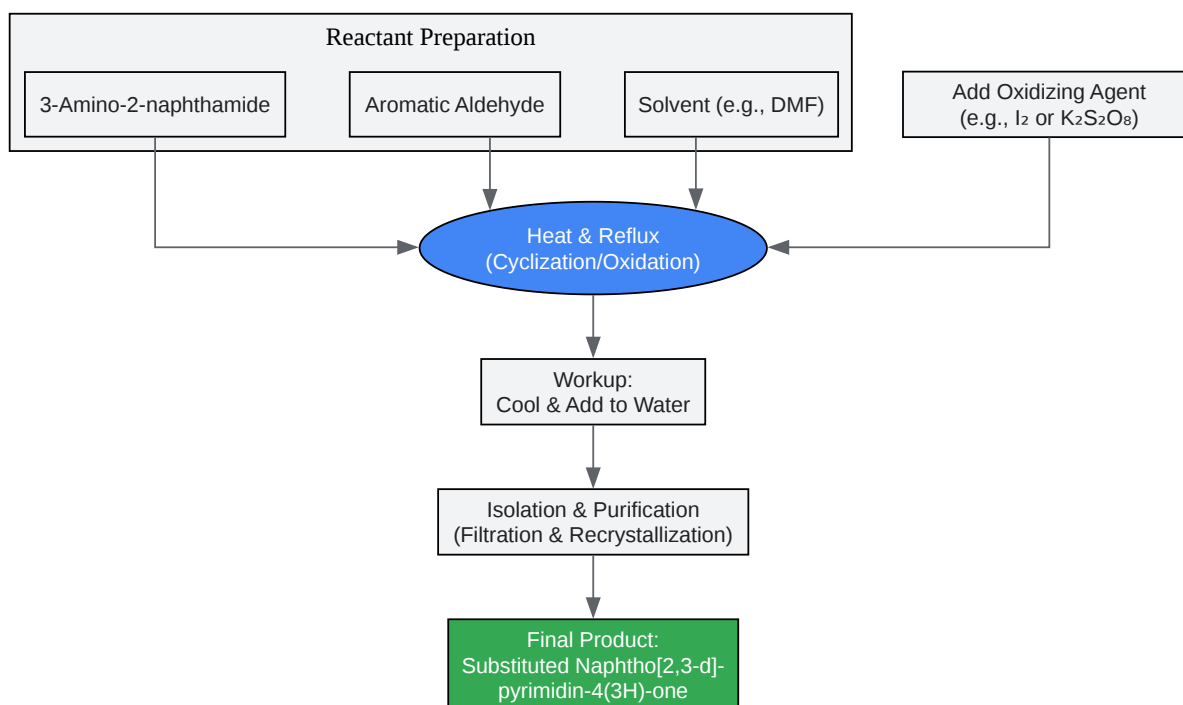 Reactant Preparation
3-Amino-2-naphthamide
Aromatic Aldehyde
Solvent (e.g., DMF)
Add Oxidizing Agent
(e.g., I₂ or K₂S₂O₈)
Heat & Reflux
(Cyclization/Oxidation)
Workup:
Cool & Add to Water
Isolation & Purification
(Filtration & Recrystallization)
Final Product:
Substituted Naphtho[2,3-d]-
pyrimidin-4(3H)-one